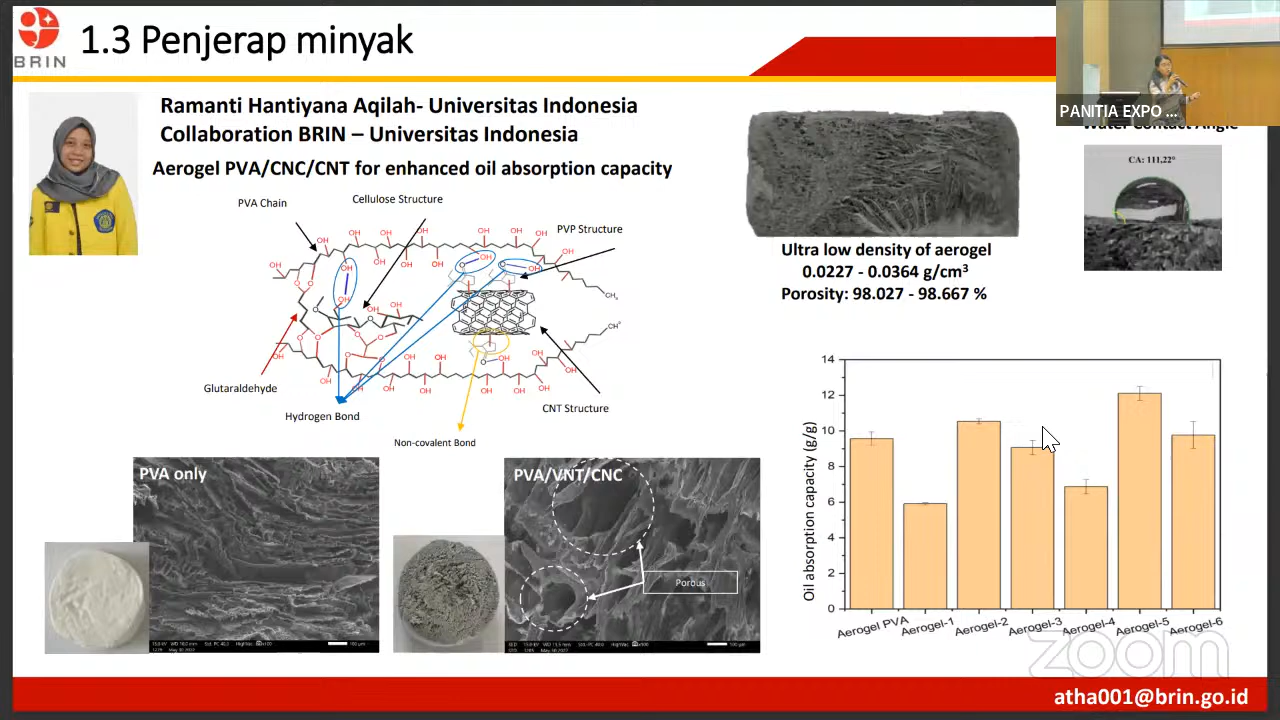 BRIN
1.3 Penjerap minyak
PANITIA EXPO ...
Ramanti Hantiyana Aqilah- Universitas Indonesia
Collaboration BRIN – Universitas Indonesia
Aerogel PVA/CNC/CNT for enhanced oil absorption capacity
Water Contact Angle
CA: 111,22°
PVA Chain
Cellulose Structure
PVP Structure
Glutaraldehyde
Hydrogen Bond
CNT Structure
Non-covalent Bond
Ultra low density of aerogel
0.0227 - 0.0364 g/cm³
Porosity: 98.027 - 98.667 %
PVA only
PVA/VNT/CNC
Porous
100 µm
100 µm
Oil absorption capacity (g/g)
14
12
10
8
6
4
2
0
Aerogel PVA
Aerogel-1
Aerogel-2
Aerogel-3
Aerogel-4
Aerogel-5
Aerogel-6
zoom
atha001@brin.go.id